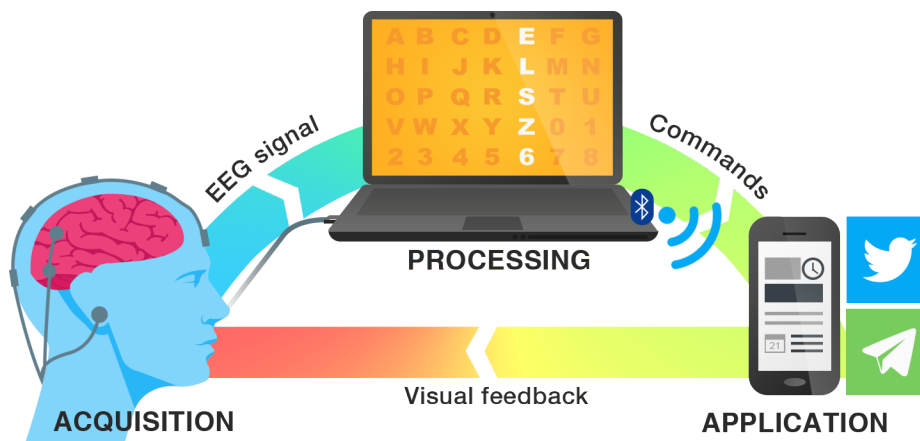 A B C D E F G
H I J K L M N
O P Q R S T U
V W X Y Z 0 1
2 3 4 5 6 7 8
EEG signal
Commands
PROCESSING
21
Visual feedback
ACQUISITION
APPLICATION